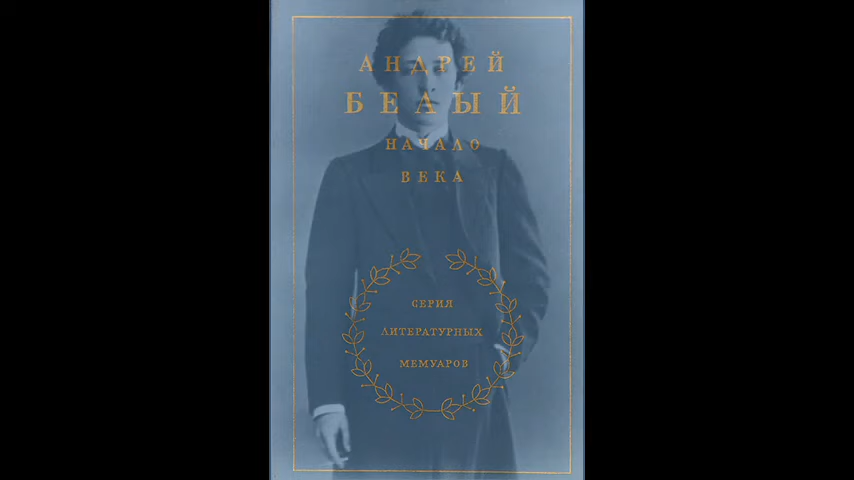 АНДРЕЙ
БЕЛЫЙ
НАЧАЛО
ВЕКА
СЕРИЯ
ЛИТЕРАТУРНЫХ
МЕМУАРОВ